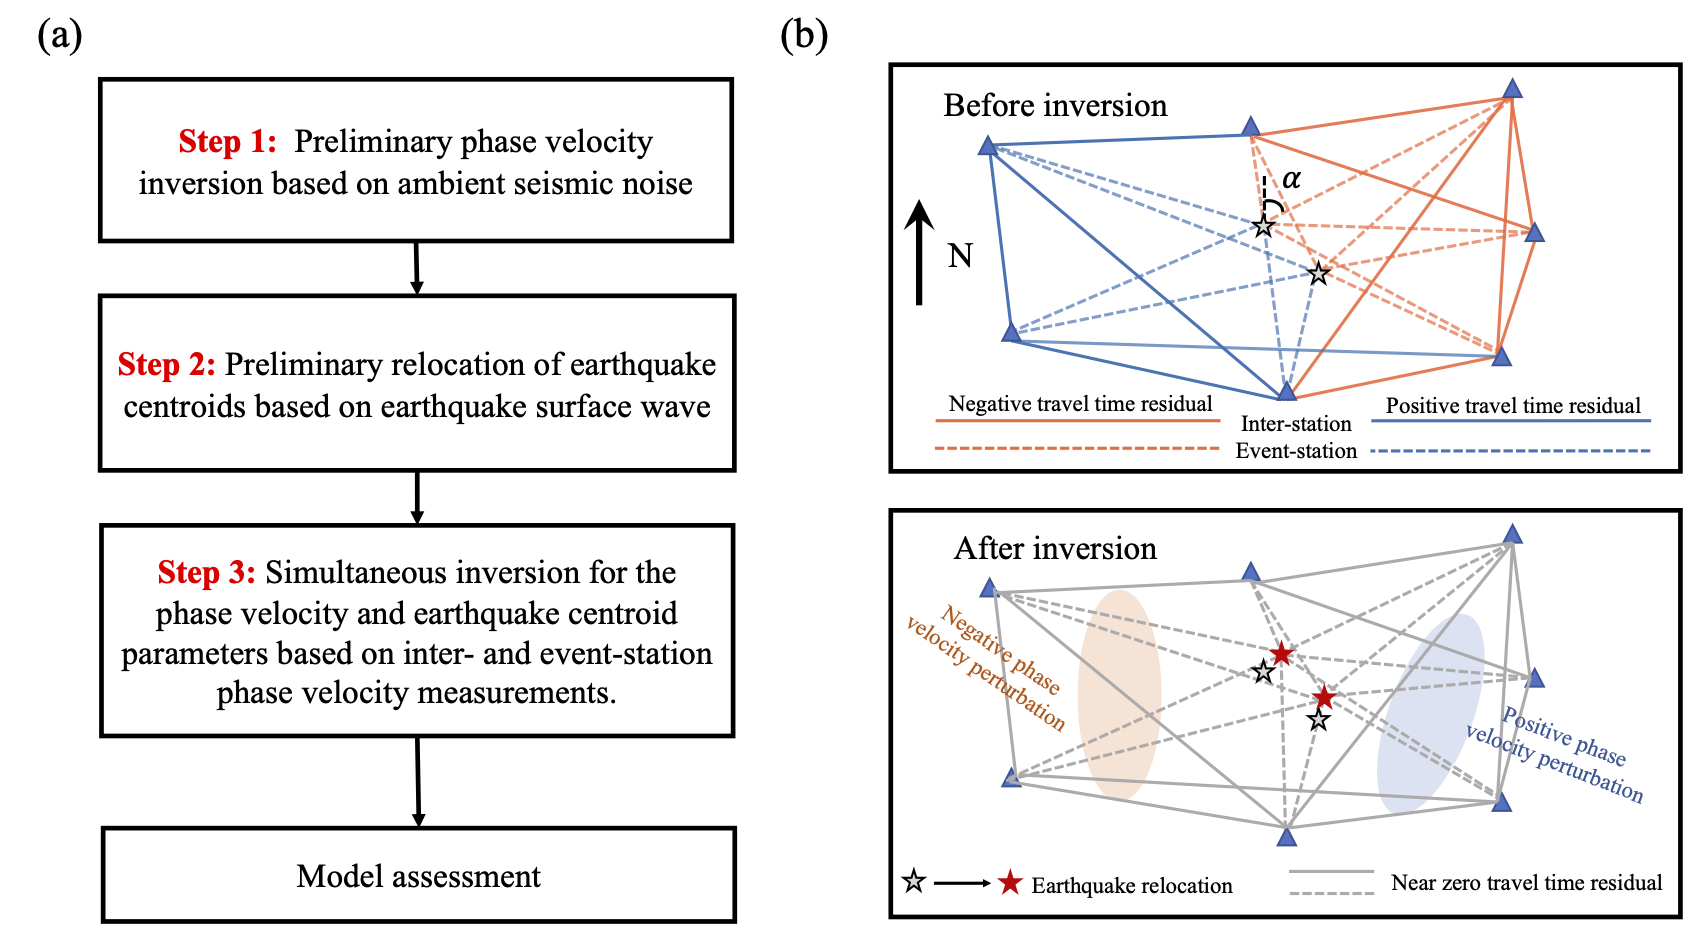 (a)
Step 1: Preliminary phase velocity
inversion based on ambient seismic noise
Step 2: Preliminary relocation of earthquake
centroids based on earthquake surface wave
Step 3: Simultaneous inversion for the
phase velocity and earthquake centroid
parameters based on inter- and event-station
phase velocity measurements.
Model assessment
(b)
Before inversion
α
N
Negative travel time residual
Positive travel time residual
Inter-station
Event-station
After inversion
Negative phase
velocity perturbation
Positive phase
velocity perturbation
Earthquake relocation
Near zero travel time residual